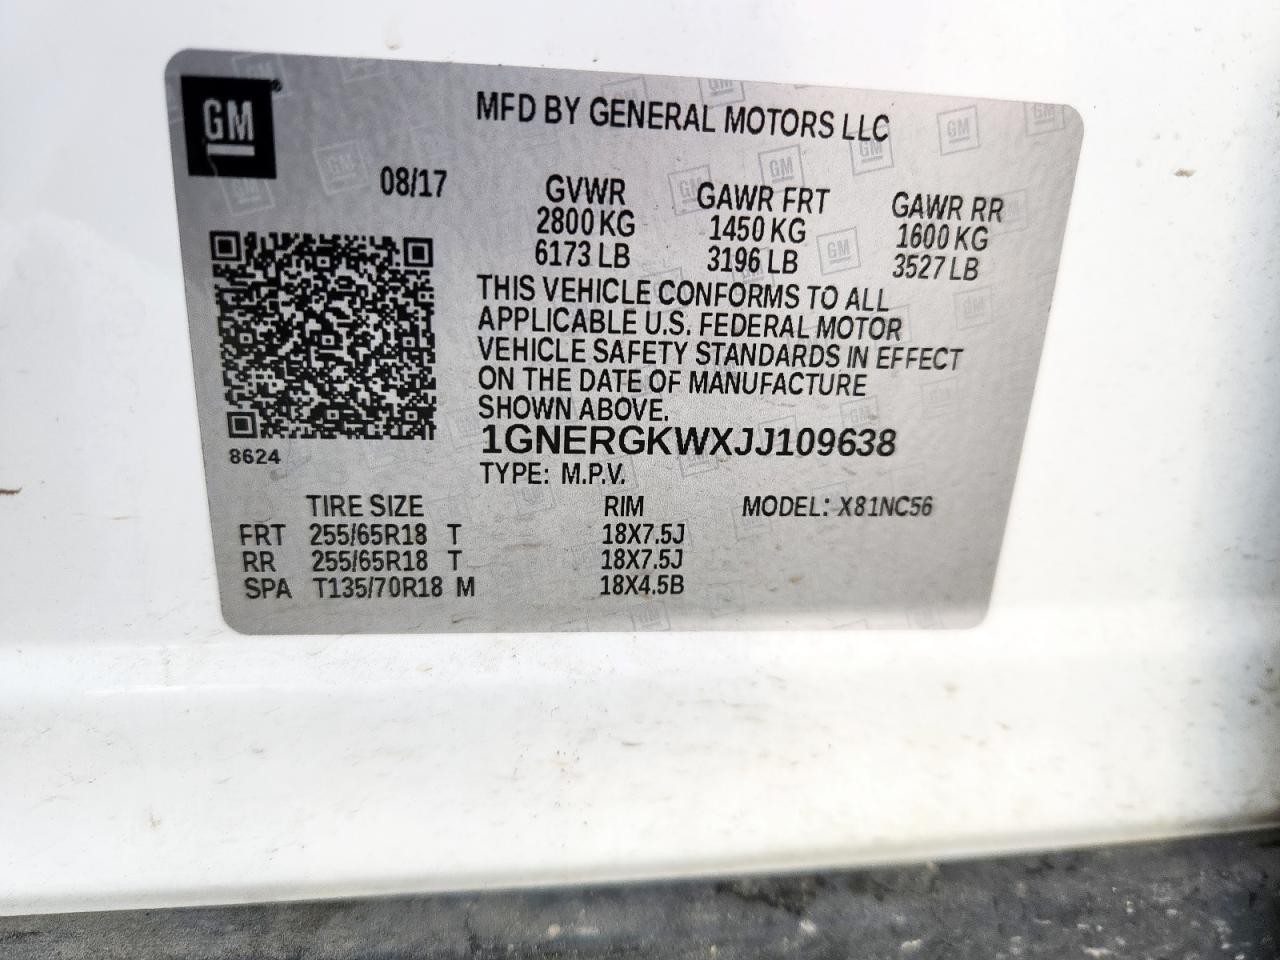 GM
MFD BY GENERAL MOTORS LLC
08/17
GVWR GAWR FRT GAWR RR
2800 KG 1450 KG 1600 KG
6173 LB 3196 LB 3527 LB
THIS VEHICLE CONFORMS TO ALL
APPLICABLE U.S. FEDERAL MOTOR
VEHICLE SAFETY STANDARDS IN EFFECT
ON THE DATE OF MANUFACTURE
SHOWN ABOVE.
1GNERGKWXJJ109638
8624
TYPE: M.P.V.
TIRE SIZE RIM MODEL: X81NC56
FRT 255/65R18 T 18X7.5J
RR 255/65R18 T 18X7.5J
SPA T135/70R18 M 18X4.5B